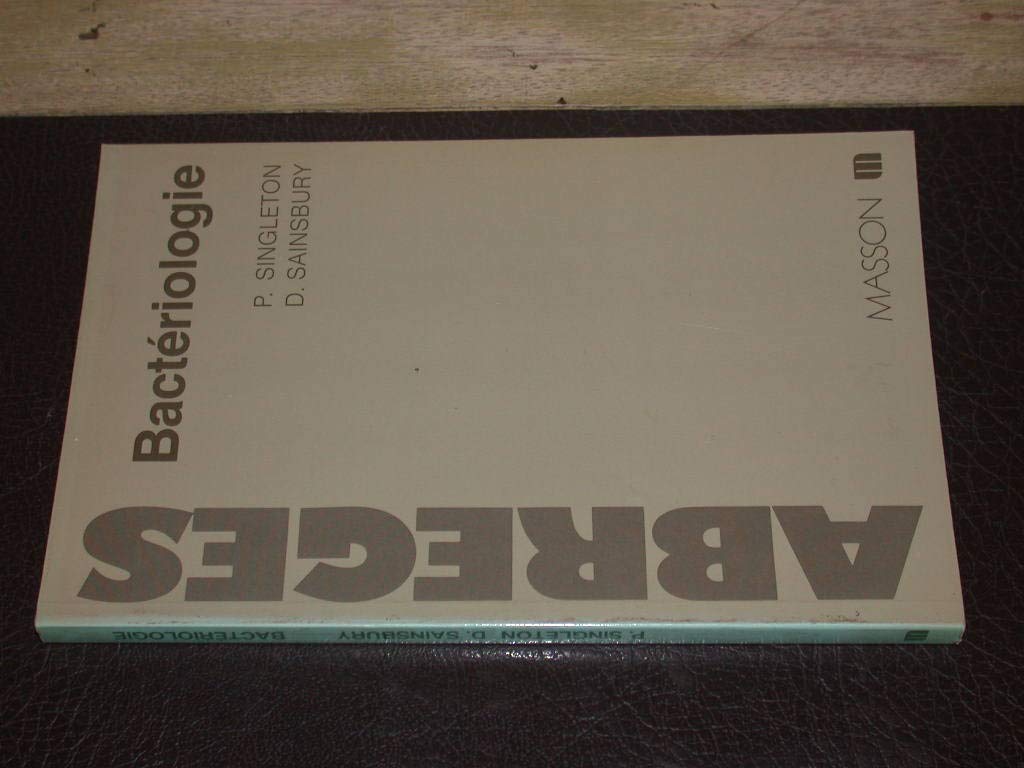 Bactériologie
P. SINGLETON
D. SAINSBURY
MASSON
ABREGES
P. SINGLETON D. SAINSBURY BACTERIOLOGIE